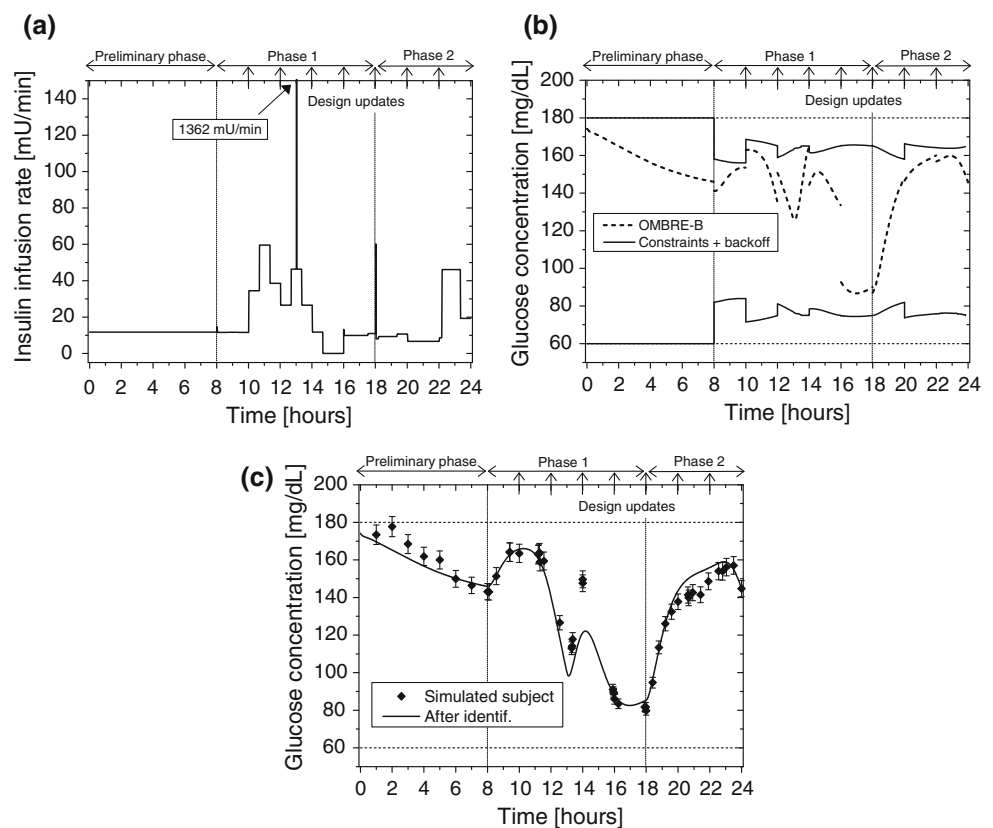 (a)
Preliminary phase
Phase 1
Phase 2
Design updates
1362 mU/min
Insulin infusion rate [mU/min]
140
120
100
80
60
40
20
0
0 2 4 6 8 10 12 14 16 18 20 22 24
Time [hours]
(b)
Preliminary phase
Phase 1
Phase 2
Design updates
Glucose concentration [mg/dL]
200
180
160
140
120
100
80
60
OMBRE-B
Constraints + backoff
0 2 4 6 8 10 12 14 16 18 20 22 24
Time [hours]
(c)
Preliminary phase
Phase 1
Phase 2
Design updates
Glucose concentration [mg/dL]
200
180
160
140
120
100
80
60
Simulated subject
After identif.
0 2 4 6 8 10 12 14 16 18 20 22 24
Time [hours]